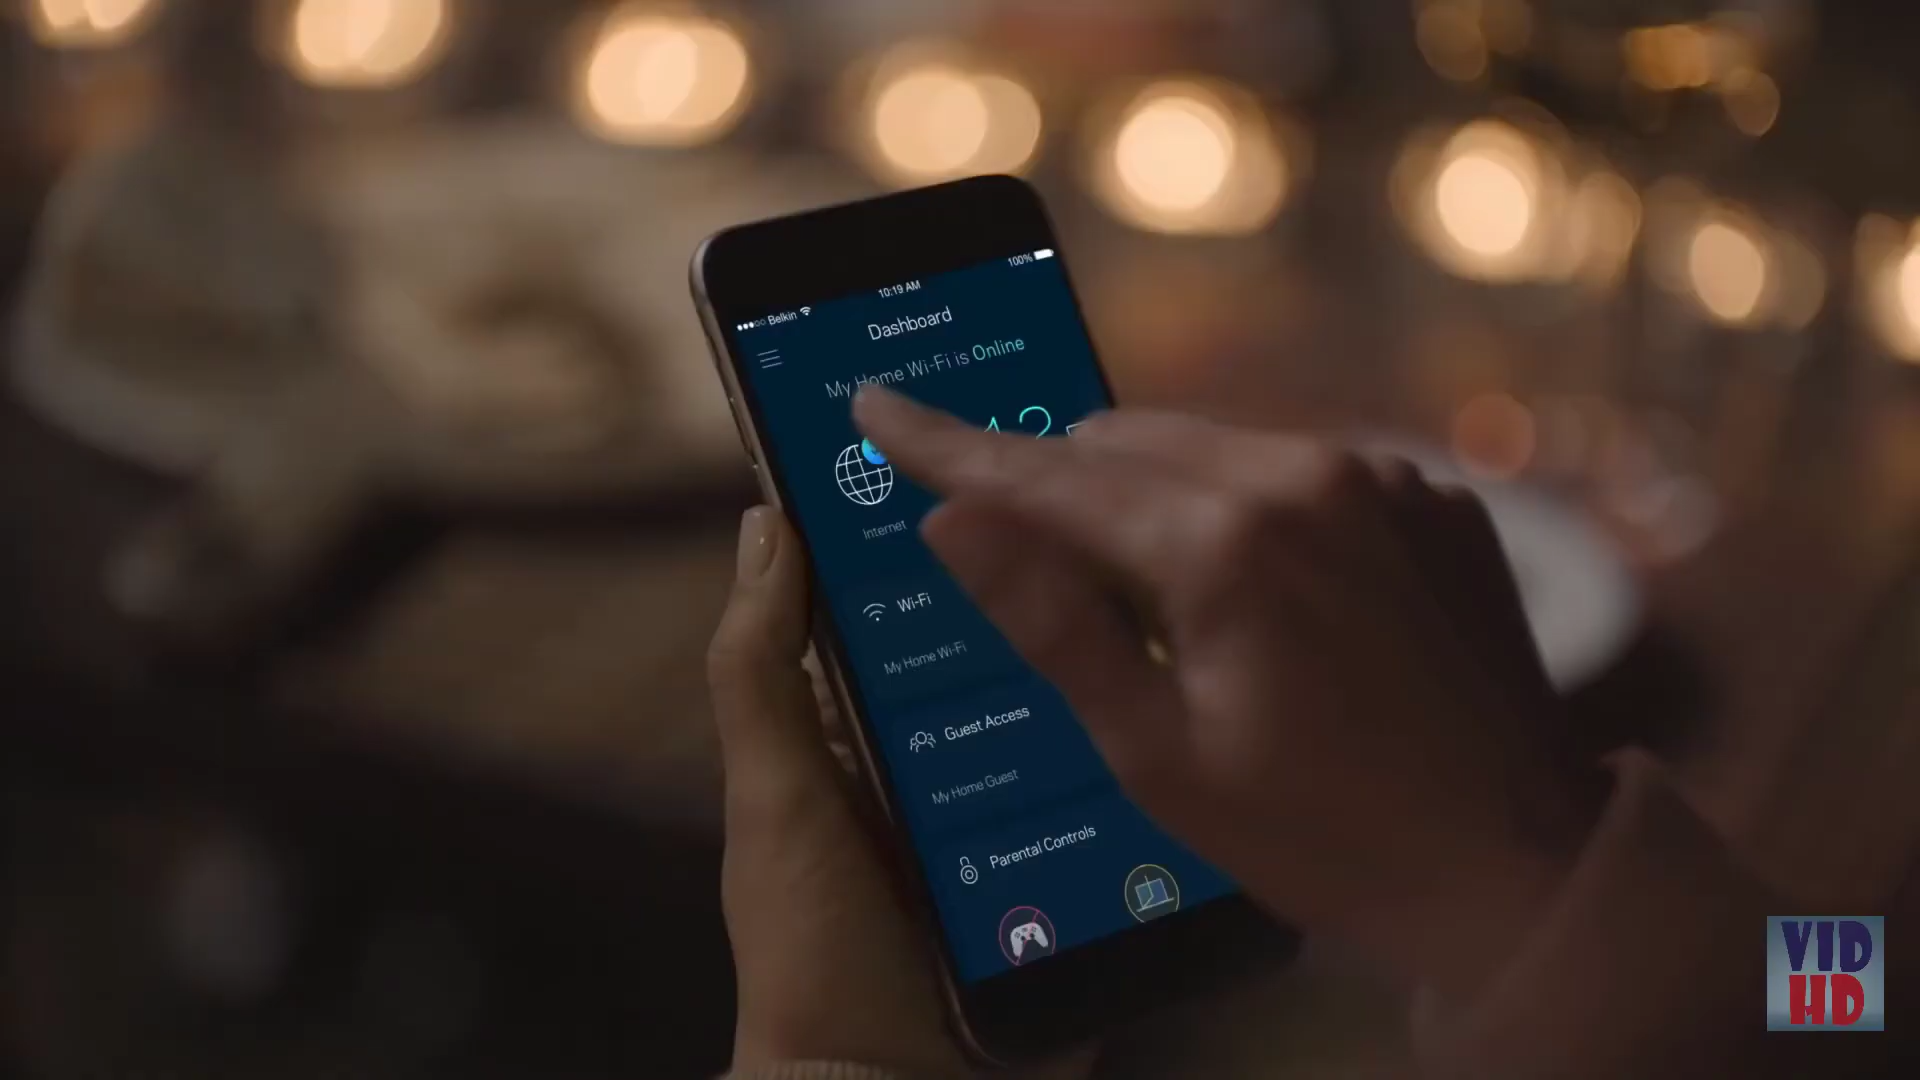 100%
10:19 AM
Belkin
Dashboard
My Home Wi-Fi is Online
12
Internet
Wi-Fi
My Home Wi-Fi
Guest Access
My Home Guest
Parental Controls
VID
HD